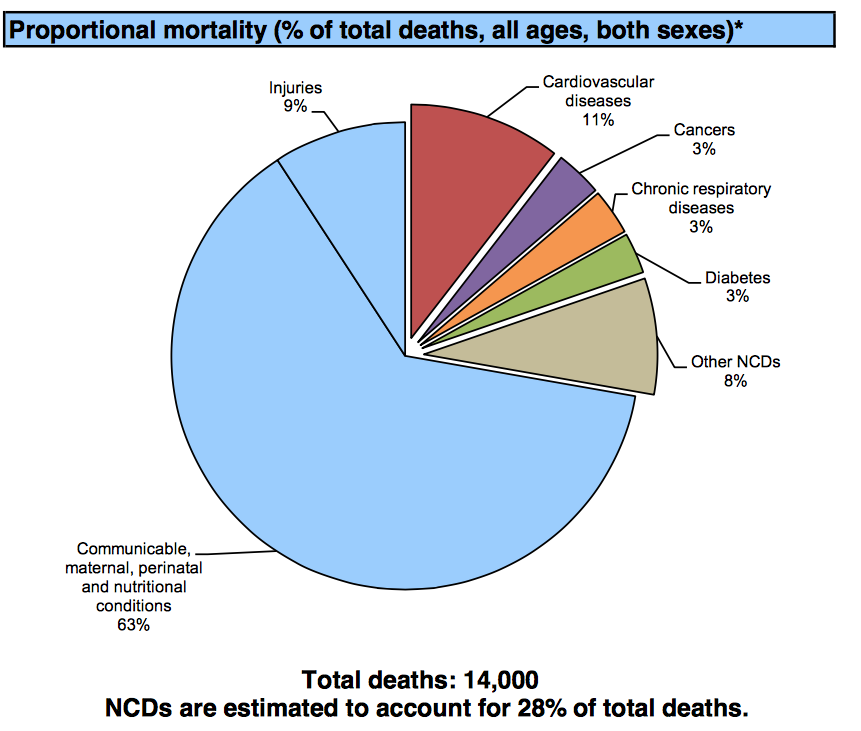 Proportional mortality (% of total deaths, all ages, both sexes)*
Injuries
9%
Cardiovascular
diseases
11%
Cancers
3%
Chronic respiratory
diseases
3%
Diabetes
3%
Other NCDs
8%
Communicable,
maternal, perinatal
and nutritional
conditions
63%
Total deaths: 14,000
NCDs are estimated to account for 28% of total deaths.